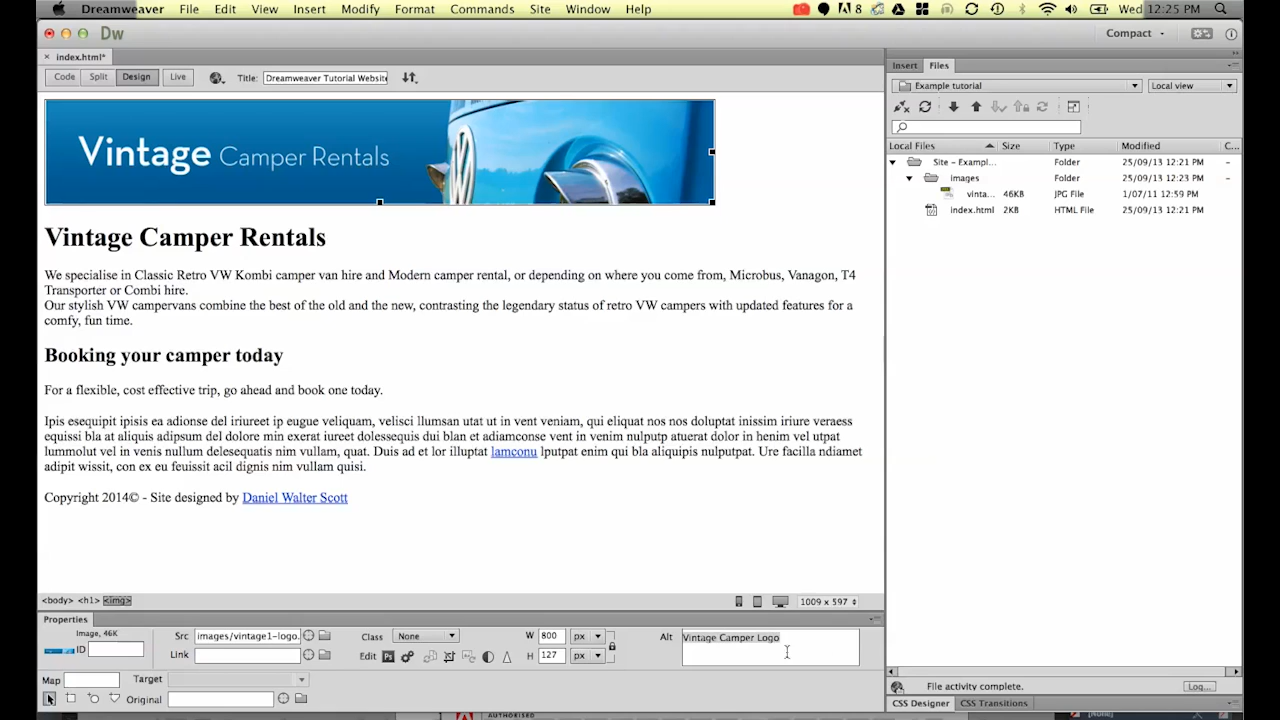 Dreamweaver File Edit View Insert Modify Format Commands Site Window Help 8 Wed 12:25 PM
Dw Compact
index.html*
Insert Files
Code Split Design Live Title: Dreamweaver Tutorial Website
Example tutorial Local view
Vintage Camper Rentals
Local Files Size Type Modified C...
Site - Exampl... Folder 25/09/13 12:21 PM -
images Folder 25/09/13 12:23 PM -
vinta... 46KB JPG File 1/07/11 12:59 PM
index.html 2KB HTML File 25/09/13 12:21 PM
Vintage Camper Rentals
We specialise in Classic Retro VW Kombi camper van hire and Modern camper rental, or depending on where you come from, Microbus, Vanagon, T4
Transporter or Combi hire.
Our stylish VW campervans combine the best of the old and the new, contrasting the legendary status of retro VW campers with updated features for a
comfy, fun time.
Booking your camper today
For a flexible, cost effective trip, go ahead and book one today.
Ipis esequipit ipisis ea adionse del iriureet ip eugue veliquam, velisci llumsan utat ut in vent veniam, qui eliquat nos nos doluptat inissim iriure veraess
equissi bla at aliquis adipsum del dolore min exerat iureet dolessequis dui blan et adiamconse vent in venim nulputp atuerat dolor in henim vel utpat
lummolut vel in venis nullum delesequatis nim vullam, quat. Duis ad et lor illuptat lamconu lputpat enim qui bla aliquipis nulputpat. Ure facilla ndionsec
adipit wissit, con ex eu feuissit acil dignis nim vullam quisi.
Copyright 2014© - Site designed by Daniel Walter Scott
<body> <h1> <img> 1009 x 597
Properties
Image, 46K Src images/vintage1-logo. Class None W 800 px Alt Vintage Camper Logo
ID Link Edit H 127 px
Map Target
Original
File activity complete. Log...
CSS Designer CSS Transitions
AUTHORISED [None]